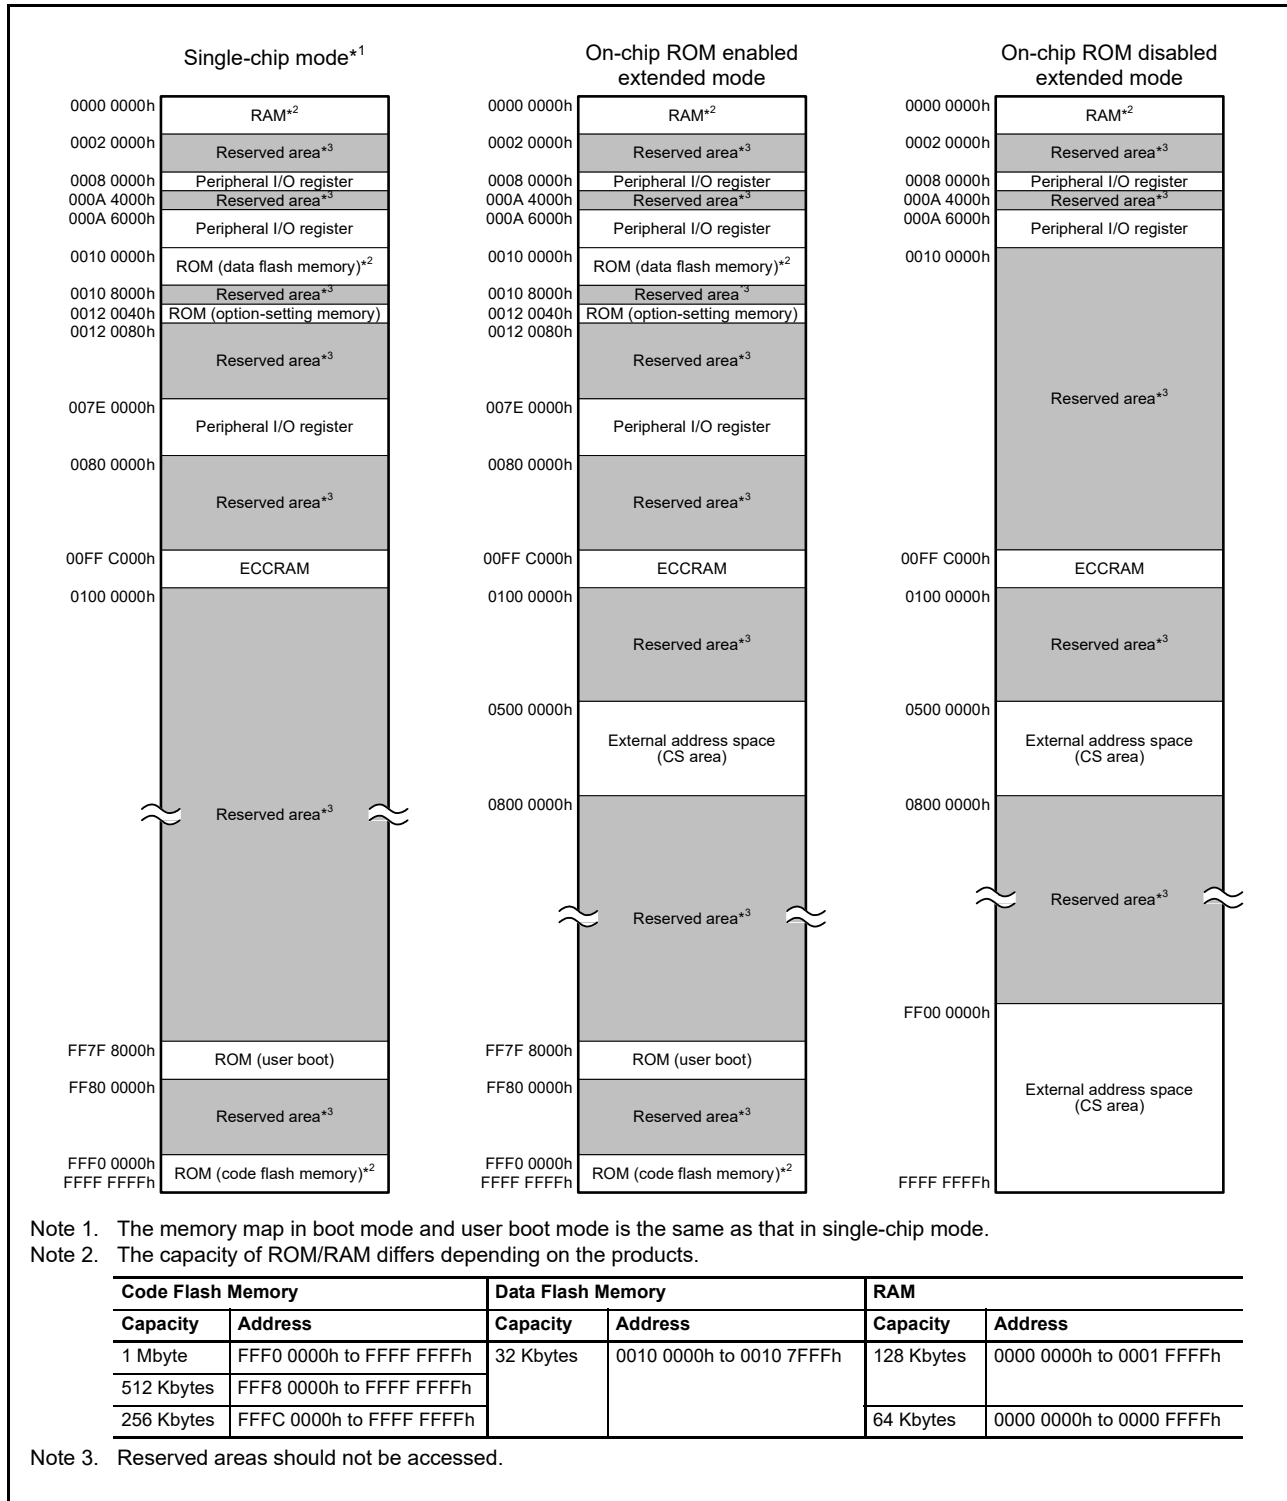 Single-chip mode*1
0000 0000h
RAM*2
0002 0000h
Reserved area*3
0008 0000h
Peripheral I/O register
000A 4000h
Reserved area*3
000A 6000h
Peripheral I/O register
0010 0000h
ROM (data flash memory)*2
0010 8000h
Reserved area*3
0012 0040h
ROM (option-setting memory)
0012 0080h
Reserved area*3
007E 0000h
Peripheral I/O register
0080 0000h
Reserved area*3
00FF C000h
ECCRAM
0100 0000h
Reserved area*3
FF7F 8000h
ROM (user boot)
FF80 0000h
Reserved area*3
FFF0 0000h
ROM (code flash memory)*2
FFFF FFFFh
On-chip ROM enabled
extended mode
0000 0000h
RAM*2
0002 0000h
Reserved area*3
0008 0000h
Peripheral I/O register
000A 4000h
Reserved area*3
000A 6000h
Peripheral I/O register
0010 0000h
ROM (data flash memory)*2
0010 8000h
Reserved area*3
0012 0040h
ROM (option-setting memory)
0012 0080h
Reserved area*3
007E 0000h
Peripheral I/O register
0080 0000h
Reserved area*3
00FF C000h
ECCRAM
0100 0000h
Reserved area*3
0500 0000h
External address space
(CS area)
0800 0000h
Reserved area*3
FF7F 8000h
ROM (user boot)
FF80 0000h
Reserved area*3
FFF0 0000h
ROM (code flash memory)*2
FFFF FFFFh
On-chip ROM disabled
extended mode
0000 0000h
RAM*2
0002 0000h
Reserved area*3
0008 0000h
Peripheral I/O register
000A 4000h
Reserved area*3
000A 6000h
Peripheral I/O register
0010 0000h
Reserved area*3
00FF C000h
ECCRAM
0100 0000h
Reserved area*3
0500 0000h
External address space
(CS area)
0800 0000h
Reserved area*3
FF00 0000h
External address space
(CS area)
FFFF FFFFh
Note 1. The memory map in boot mode and user boot mode is the same as that in single-chip mode.
Note 2. The capacity of ROM/RAM differs depending on the products.
Code Flash Memory Data Flash Memory RAM
Capacity Address Capacity Address Capacity Address
1 Mbyte FFF0 0000h to FFFF FFFFh 32 Kbytes 0010 0000h to 0010 7FFFh 128 Kbytes 0000 0000h to 0001 FFFFh
512 Kbytes FFF8 0000h to FFFF FFFFh
256 Kbytes FFFC 0000h to FFFF FFFFh 64 Kbytes 0000 0000h to 0000 FFFFh
Note 3. Reserved areas should not be accessed.